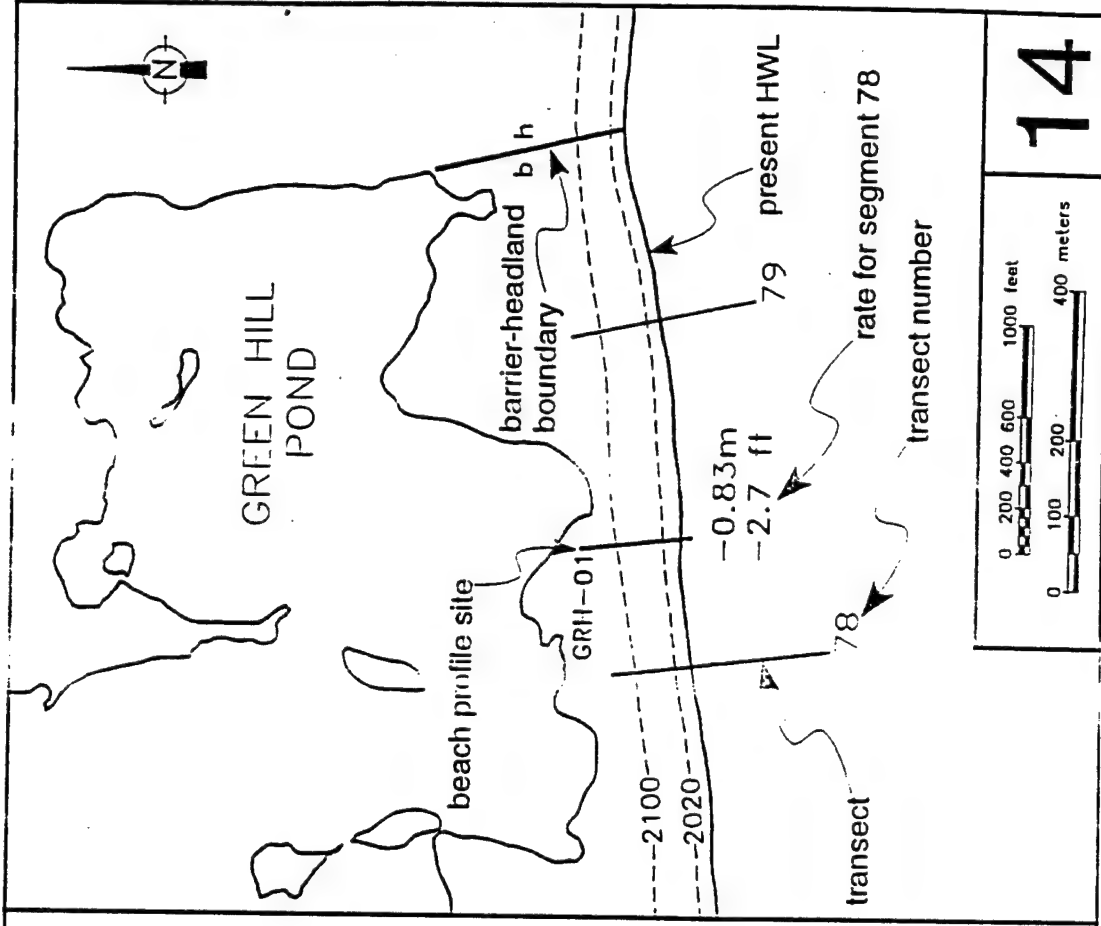 N
GREEN HILL
POND
barrier-headland
boundary
b h
beach profile site
GRH-01
2100
2020
present HWL
79
-0.83m
-2.7 ft
rate for segment 78
78
transect number
transect
0 200 400 600 1000 feet
0 100 200 400 meters
14